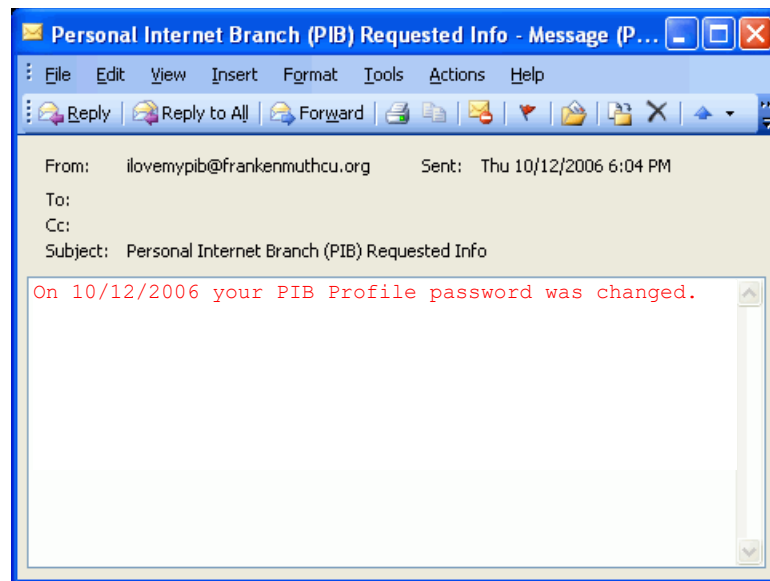 Personal Internet Branch (PIB) Requested Info - Message (P...
File Edit View Insert Format Tools Actions Help
Reply Reply to All Forward
From: ilovemypib@frankenmuthcu.org Sent: Thu 10/12/2006 6:04 PM
To:
Cc:
Subject: Personal Internet Branch (PIB) Requested Info
On 10/12/2006 your PIB Profile password was changed.